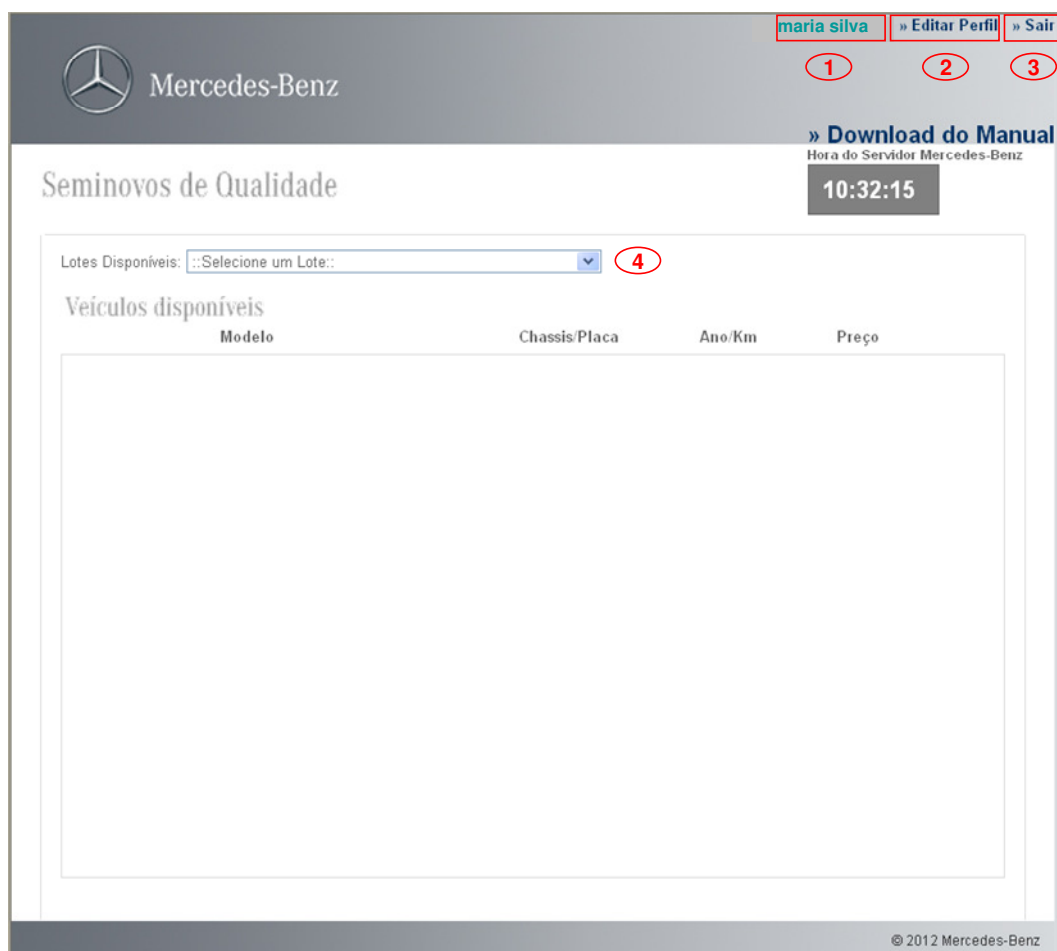 maria silva » Editar Perfil » Sair
1 2 3
Mercedes-Benz
» Download do Manual
Hora do Servidor Mercedes-Benz
Seminovos de Qualidade
10:32:15
Lotes Disponíveis: ::Selecione um Lote:: 4
Veículos disponíveis
Modelo Chassis/Placa Ano/Km Preço
© 2012 Mercedes-Benz